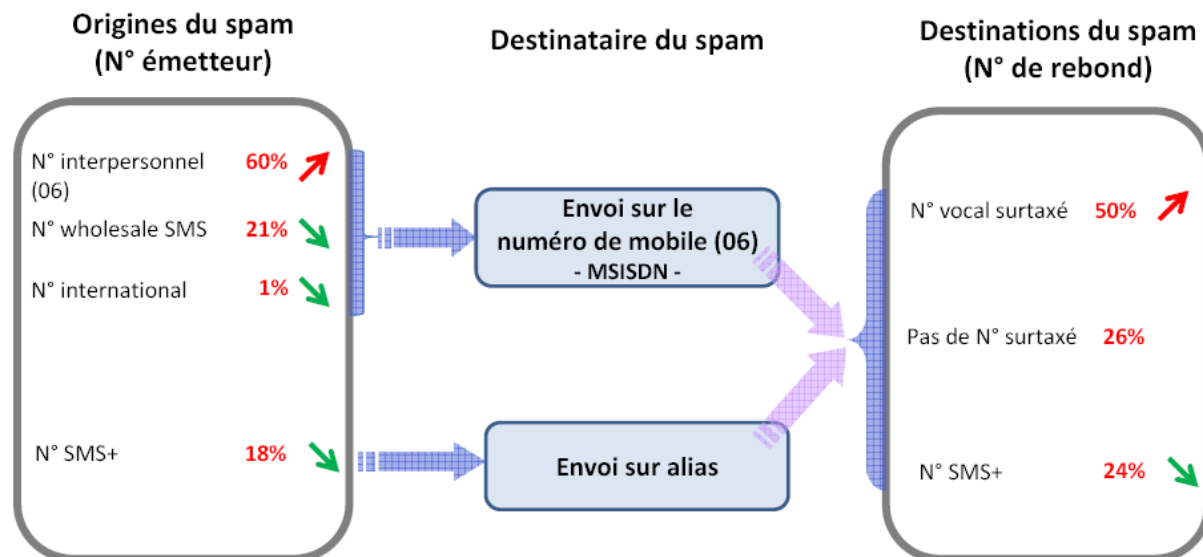 Origines du spam
(N° émetteur)
Destinataire du spam
Destinations du spam
(N° de rebond)
N° interpersonnel 60%
(06)
N° wholesale SMS 21%
N° international 1%
N° SMS+ 18%
Envoi sur le
numéro de mobile (06)
- MSISDN -
Envoi sur alias
N° vocal surtaxé 50%
Pas de N° surtaxé 26%
N° SMS+ 24%